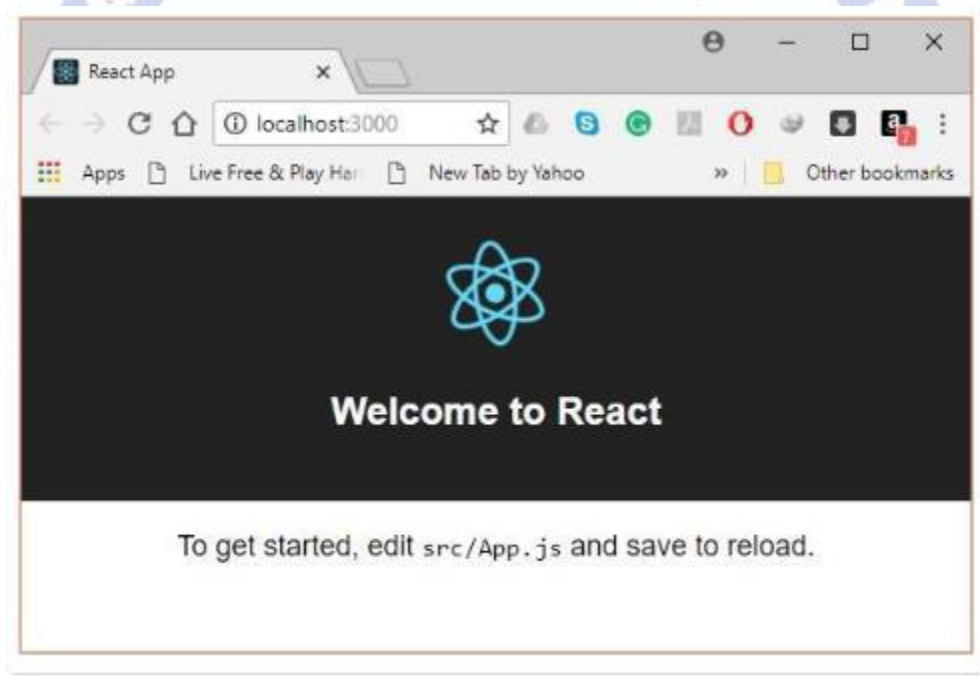 React App
localhost:3000
Apps Live Free & Play Har New Tab by Yahoo » Other bookmarks
Welcome to React
To get started, edit src/App.js and save to reload.